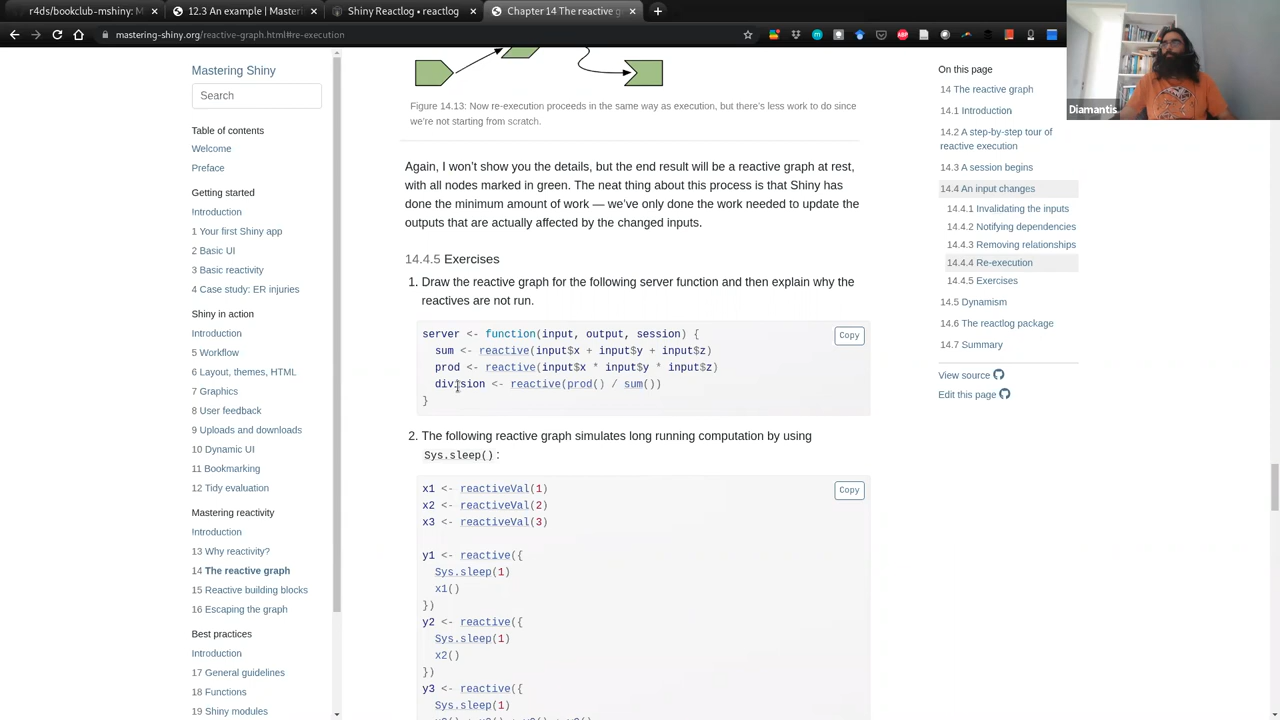 r4ds/bookclub-mshiny: M
12.3 An example | Masteri
Shiny Reactlog • reactlog
Chapter 14 The reactive g
mastering-shiny.org/reactive-graph.html#re-execution
Diamantis
Mastering Shiny
Search
Table of contents
Welcome
Preface
Getting started
Introduction
1 Your first Shiny app
2 Basic UI
3 Basic reactivity
4 Case study: ER injuries
Shiny in action
Introduction
5 Workflow
6 Layout, themes, HTML
7 Graphics
8 User feedback
9 Uploads and downloads
10 Dynamic UI
11 Bookmarking
12 Tidy evaluation
Mastering reactivity
Introduction
13 Why reactivity?
14 The reactive graph
15 Reactive building blocks
16 Escaping the graph
Best practices
Introduction
17 General guidelines
18 Functions
19 Shiny modules
Figure 14.13: Now re-execution proceeds in the same way as execution, but there's less work to do since
we're not starting from scratch.
Again, I won't show you the details, but the end result will be a reactive graph at rest,
with all nodes marked in green. The neat thing about this process is that Shiny has
done the minimum amount of work — we've only done the work needed to update the
outputs that are actually affected by the changed inputs.
14.4.5 Exercises
1. Draw the reactive graph for the following server function and then explain why the
reactives are not run.
Copy
server <- function(input, output, session) {
sum <- reactive(input$x + input$y + input$z)
prod <- reactive(input$x * input$y * input$z)
division <- reactive(prod() / sum())
}
2. The following reactive graph simulates long running computation by using
Sys.sleep():
Copy
x1 <- reactiveVal(1)
x2 <- reactiveVal(2)
x3 <- reactiveVal(3)
y1 <- reactive({
Sys.sleep(1)
x1()
})
y2 <- reactive({
Sys.sleep(1)
x2()
})
y3 <- reactive({
Sys.sleep(1)
On this page
14 The reactive graph
14.1 Introduction
14.2 A step-by-step tour of
reactive execution
14.3 A session begins
14.4 An input changes
14.4.1 Invalidating the inputs
14.4.2 Notifying dependencies
14.4.3 Removing relationships
14.4.4 Re-execution
14.4.5 Exercises
14.5 Dynamism
14.6 The reactlog package
14.7 Summary
View source
Edit this page